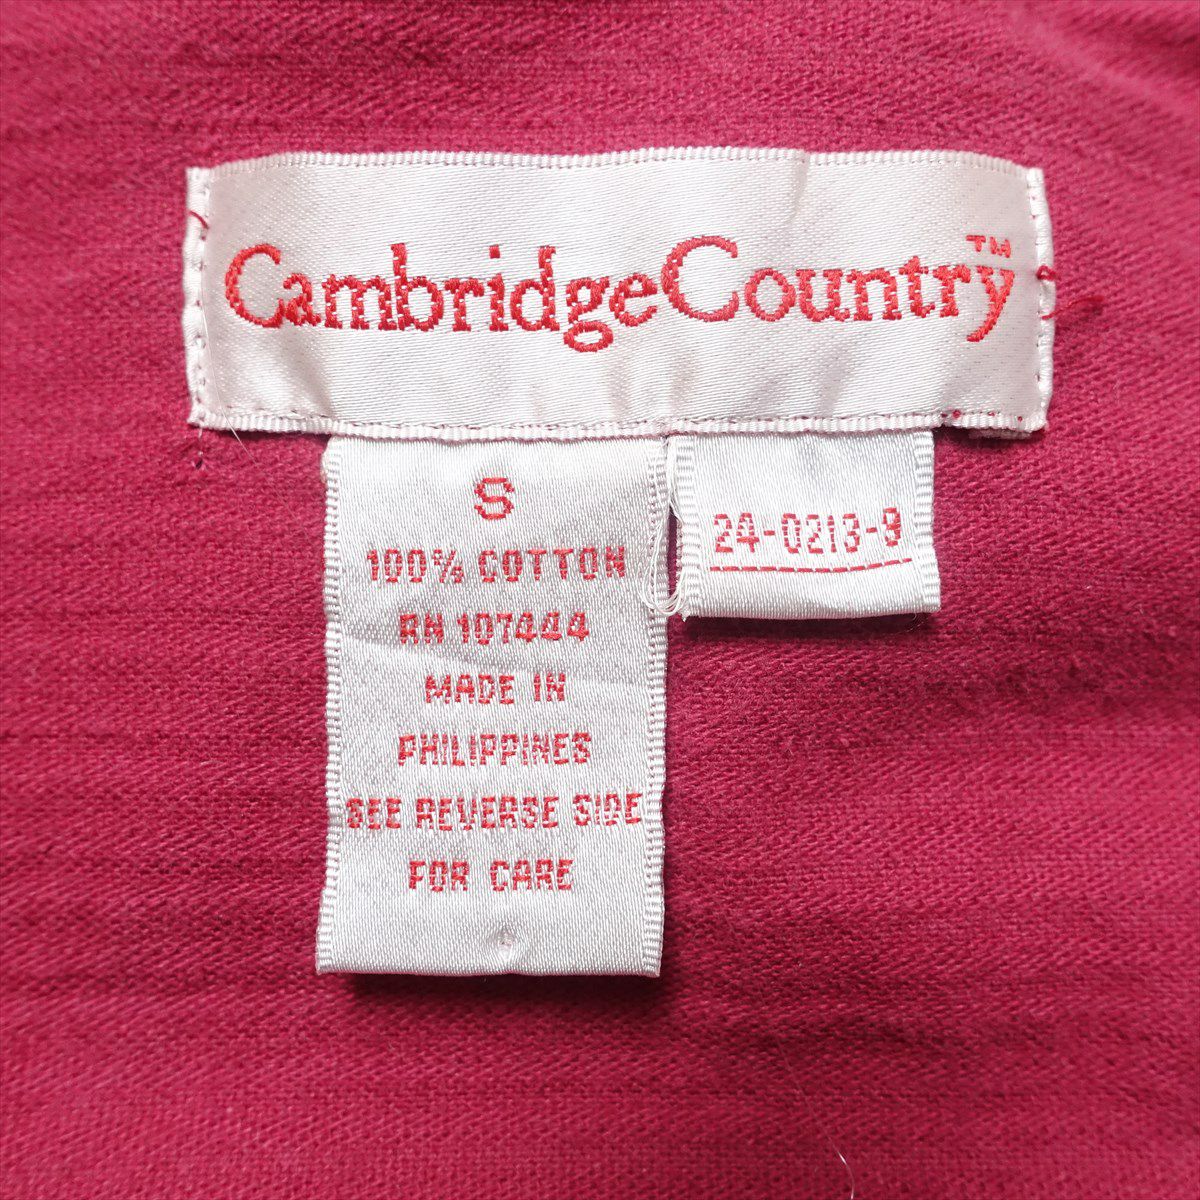 CambridgeCountry™
S
100% COTTON
RN 107444
MADE IN
PHILIPPINES
SEE REVERSE SIDE
FOR CARE
24-0213-9